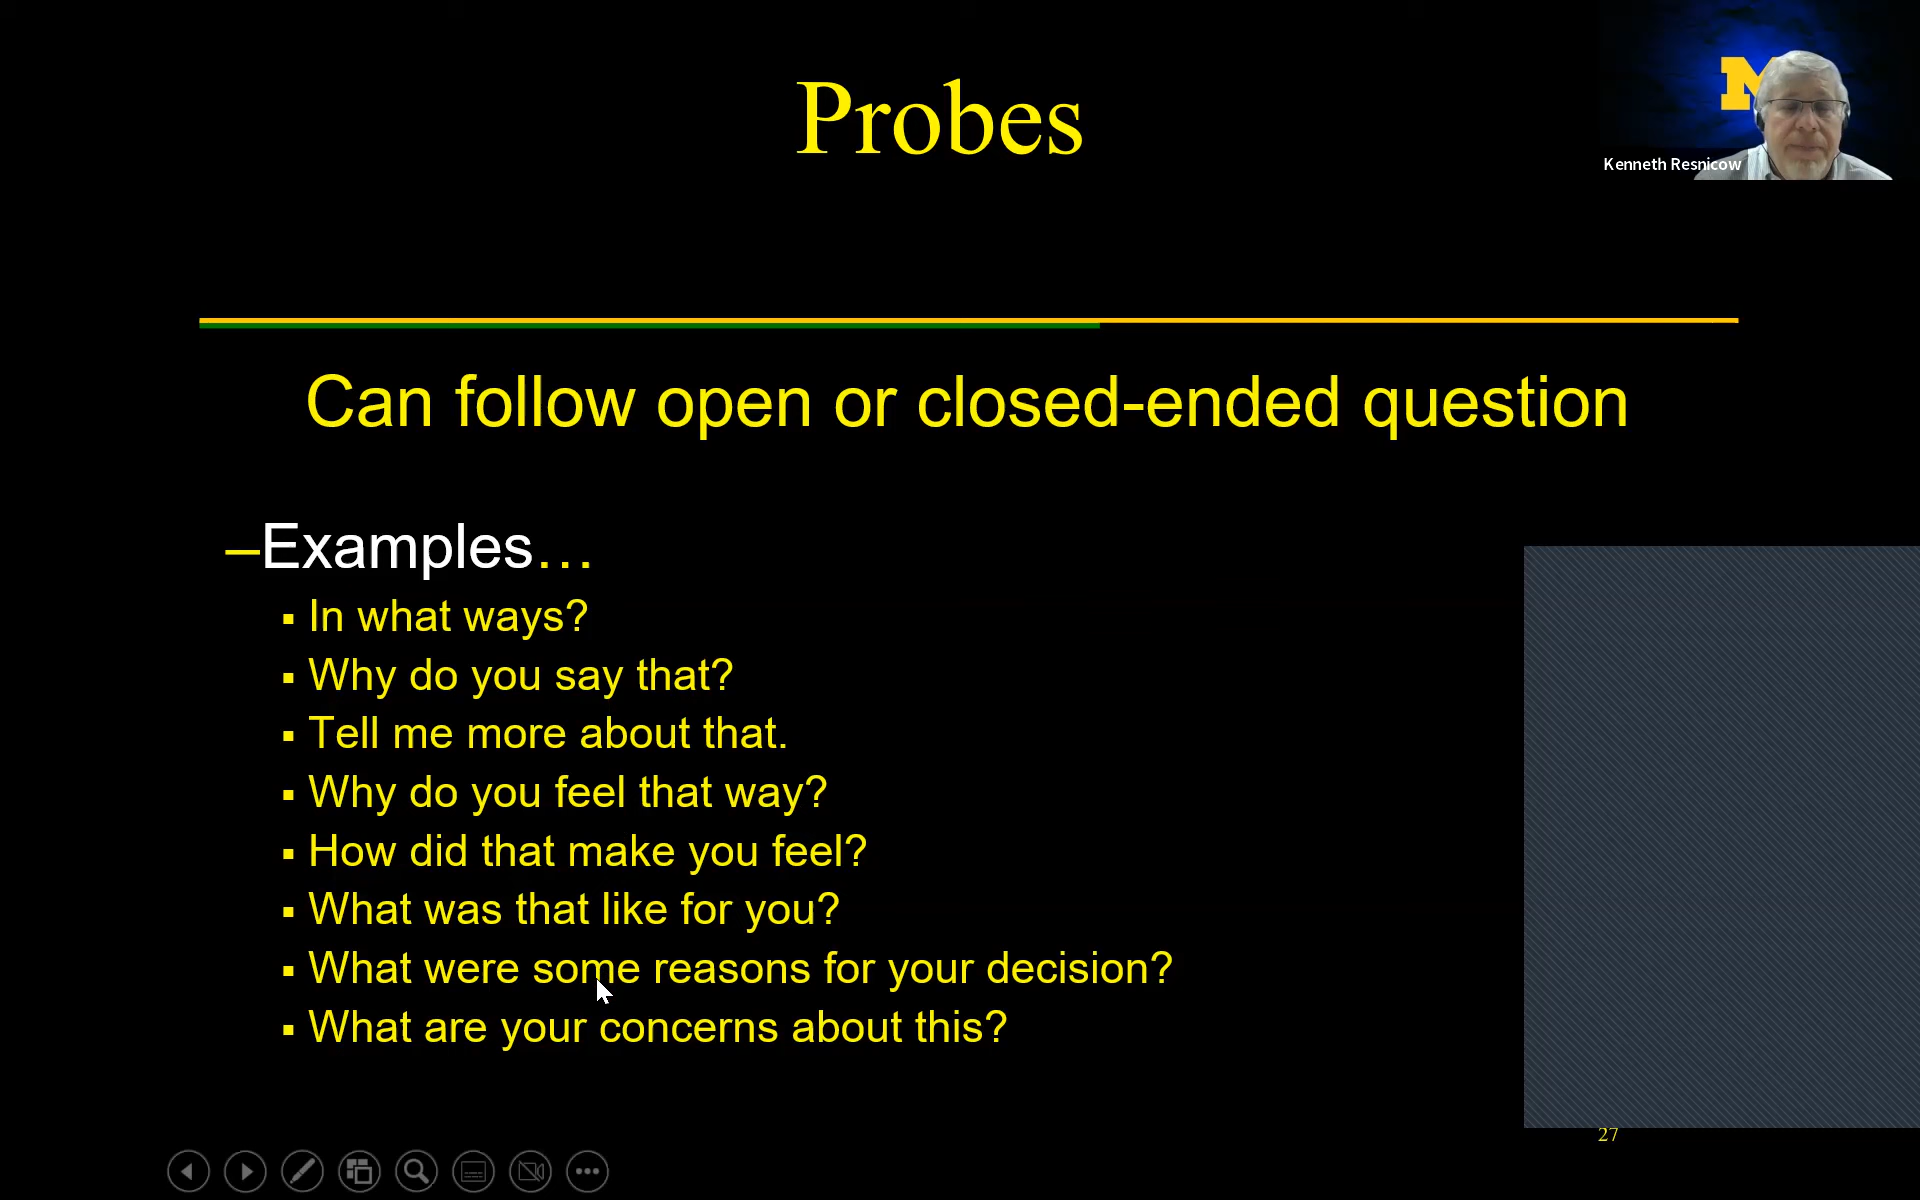 Probes
M
Kenneth Resnicow
Can follow open or closed-ended question
–Examples…
▪ In what ways?
▪ Why do you say that?
▪ Tell me more about that.
▪ Why do you feel that way?
▪ How did that make you feel?
▪ What was that like for you?
▪ What were some reasons for your decision?
▪ What are your concerns about this?
27